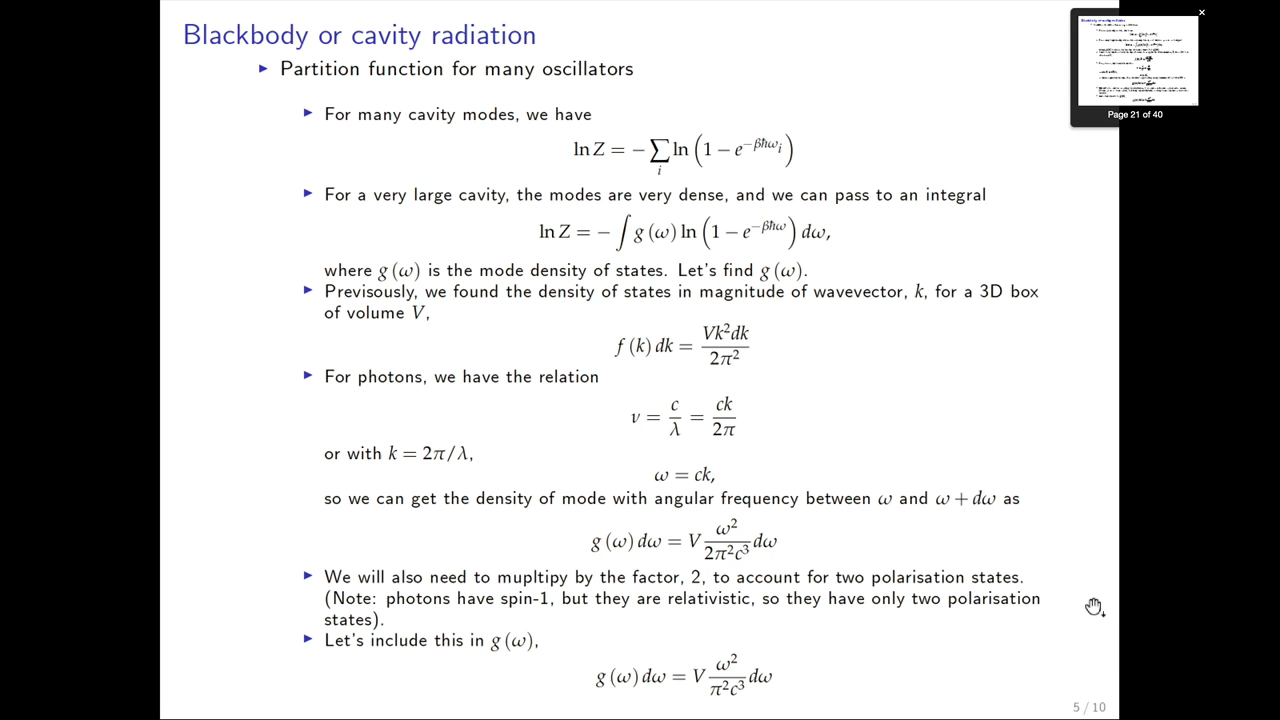 Blackbody or cavity radiation
▶ Partition function for many oscillators
▶ For many cavity modes, we have
ln Z = − ∑_i ln (1 − e^{−βħω_i})
▶ For a very large cavity, the modes are very dense, and we can pass to an integral
ln Z = − ∫ g (ω) ln (1 − e^{−βħω}) dω,
where g (ω) is the mode density of states. Let's find g (ω).
▶ Previsously, we found the density of states in magnitude of wavevector, k, for a 3D box
of volume V,
f (k) dk = Vk²dk / 2π²
▶ For photons, we have the relation
ν = c/λ = ck/2π
or with k = 2π/λ,
ω = ck,
so we can get the density of mode with angular frequency between ω and ω + dω as
g (ω) dω = V ω²/2π²c³ dω
▶ We will also need to mupltipy by the factor, 2, to account for two polarisation states.
(Note: photons have spin-1, but they are relativistic, so they have only two polarisation
states).
▶ Let's include this in g (ω),
g (ω) dω = V ω²/π²c³ dω
5 / 10
×
Page 21 of 40